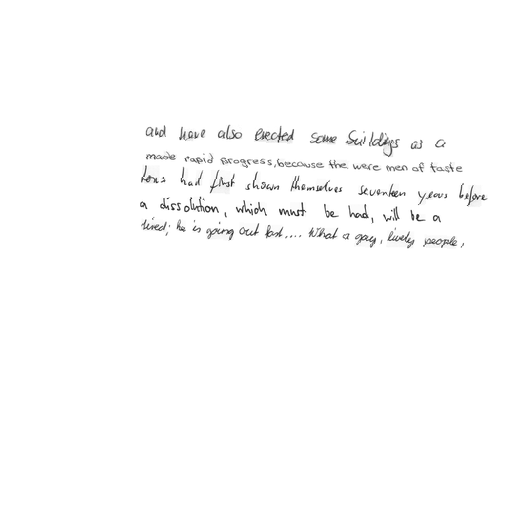 and have also erected some buildings as a
made rapid progress, because the were men of taste
had first shown themselves seventeen years before
a dissolution, which must be had, will be a
tired; he is going out fast.... What a gay, lively people,